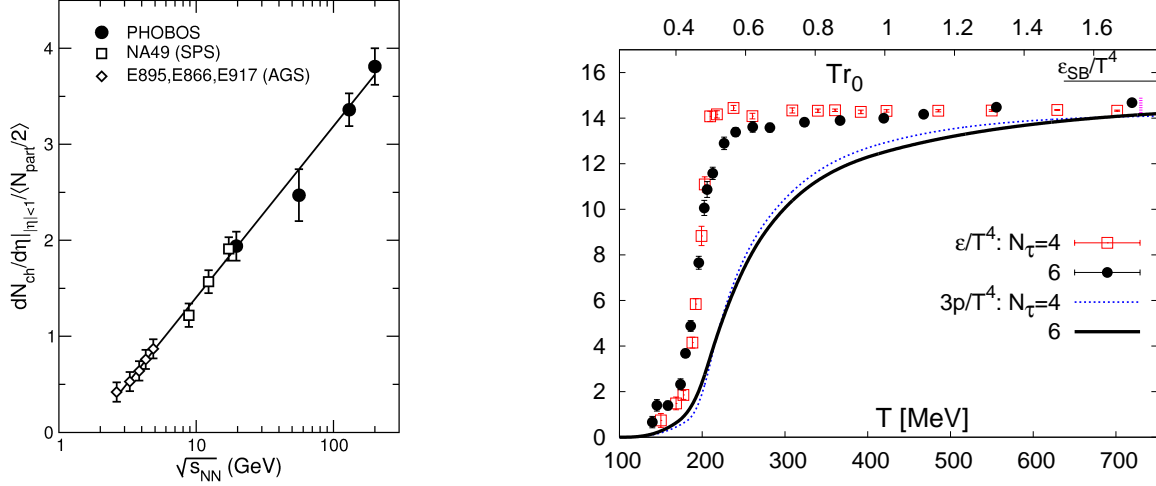 4
3
2
1
0
dN_ch/dη|_|η|<1/⟨N_part/2⟩
PHOBOS
NA49 (SPS)
E895,E866,E917 (AGS)
1 10 100
√s_NN (GeV)
0.4 0.6 0.8 1 1.2 1.4 1.6
16
14
12
10
8
6
4
2
0
Tr_0
ε_SB/T^4
ε/T^4: N_τ=4
6
3p/T^4: N_τ=4
6
T [MeV]
100 200 300 400 500 600 700